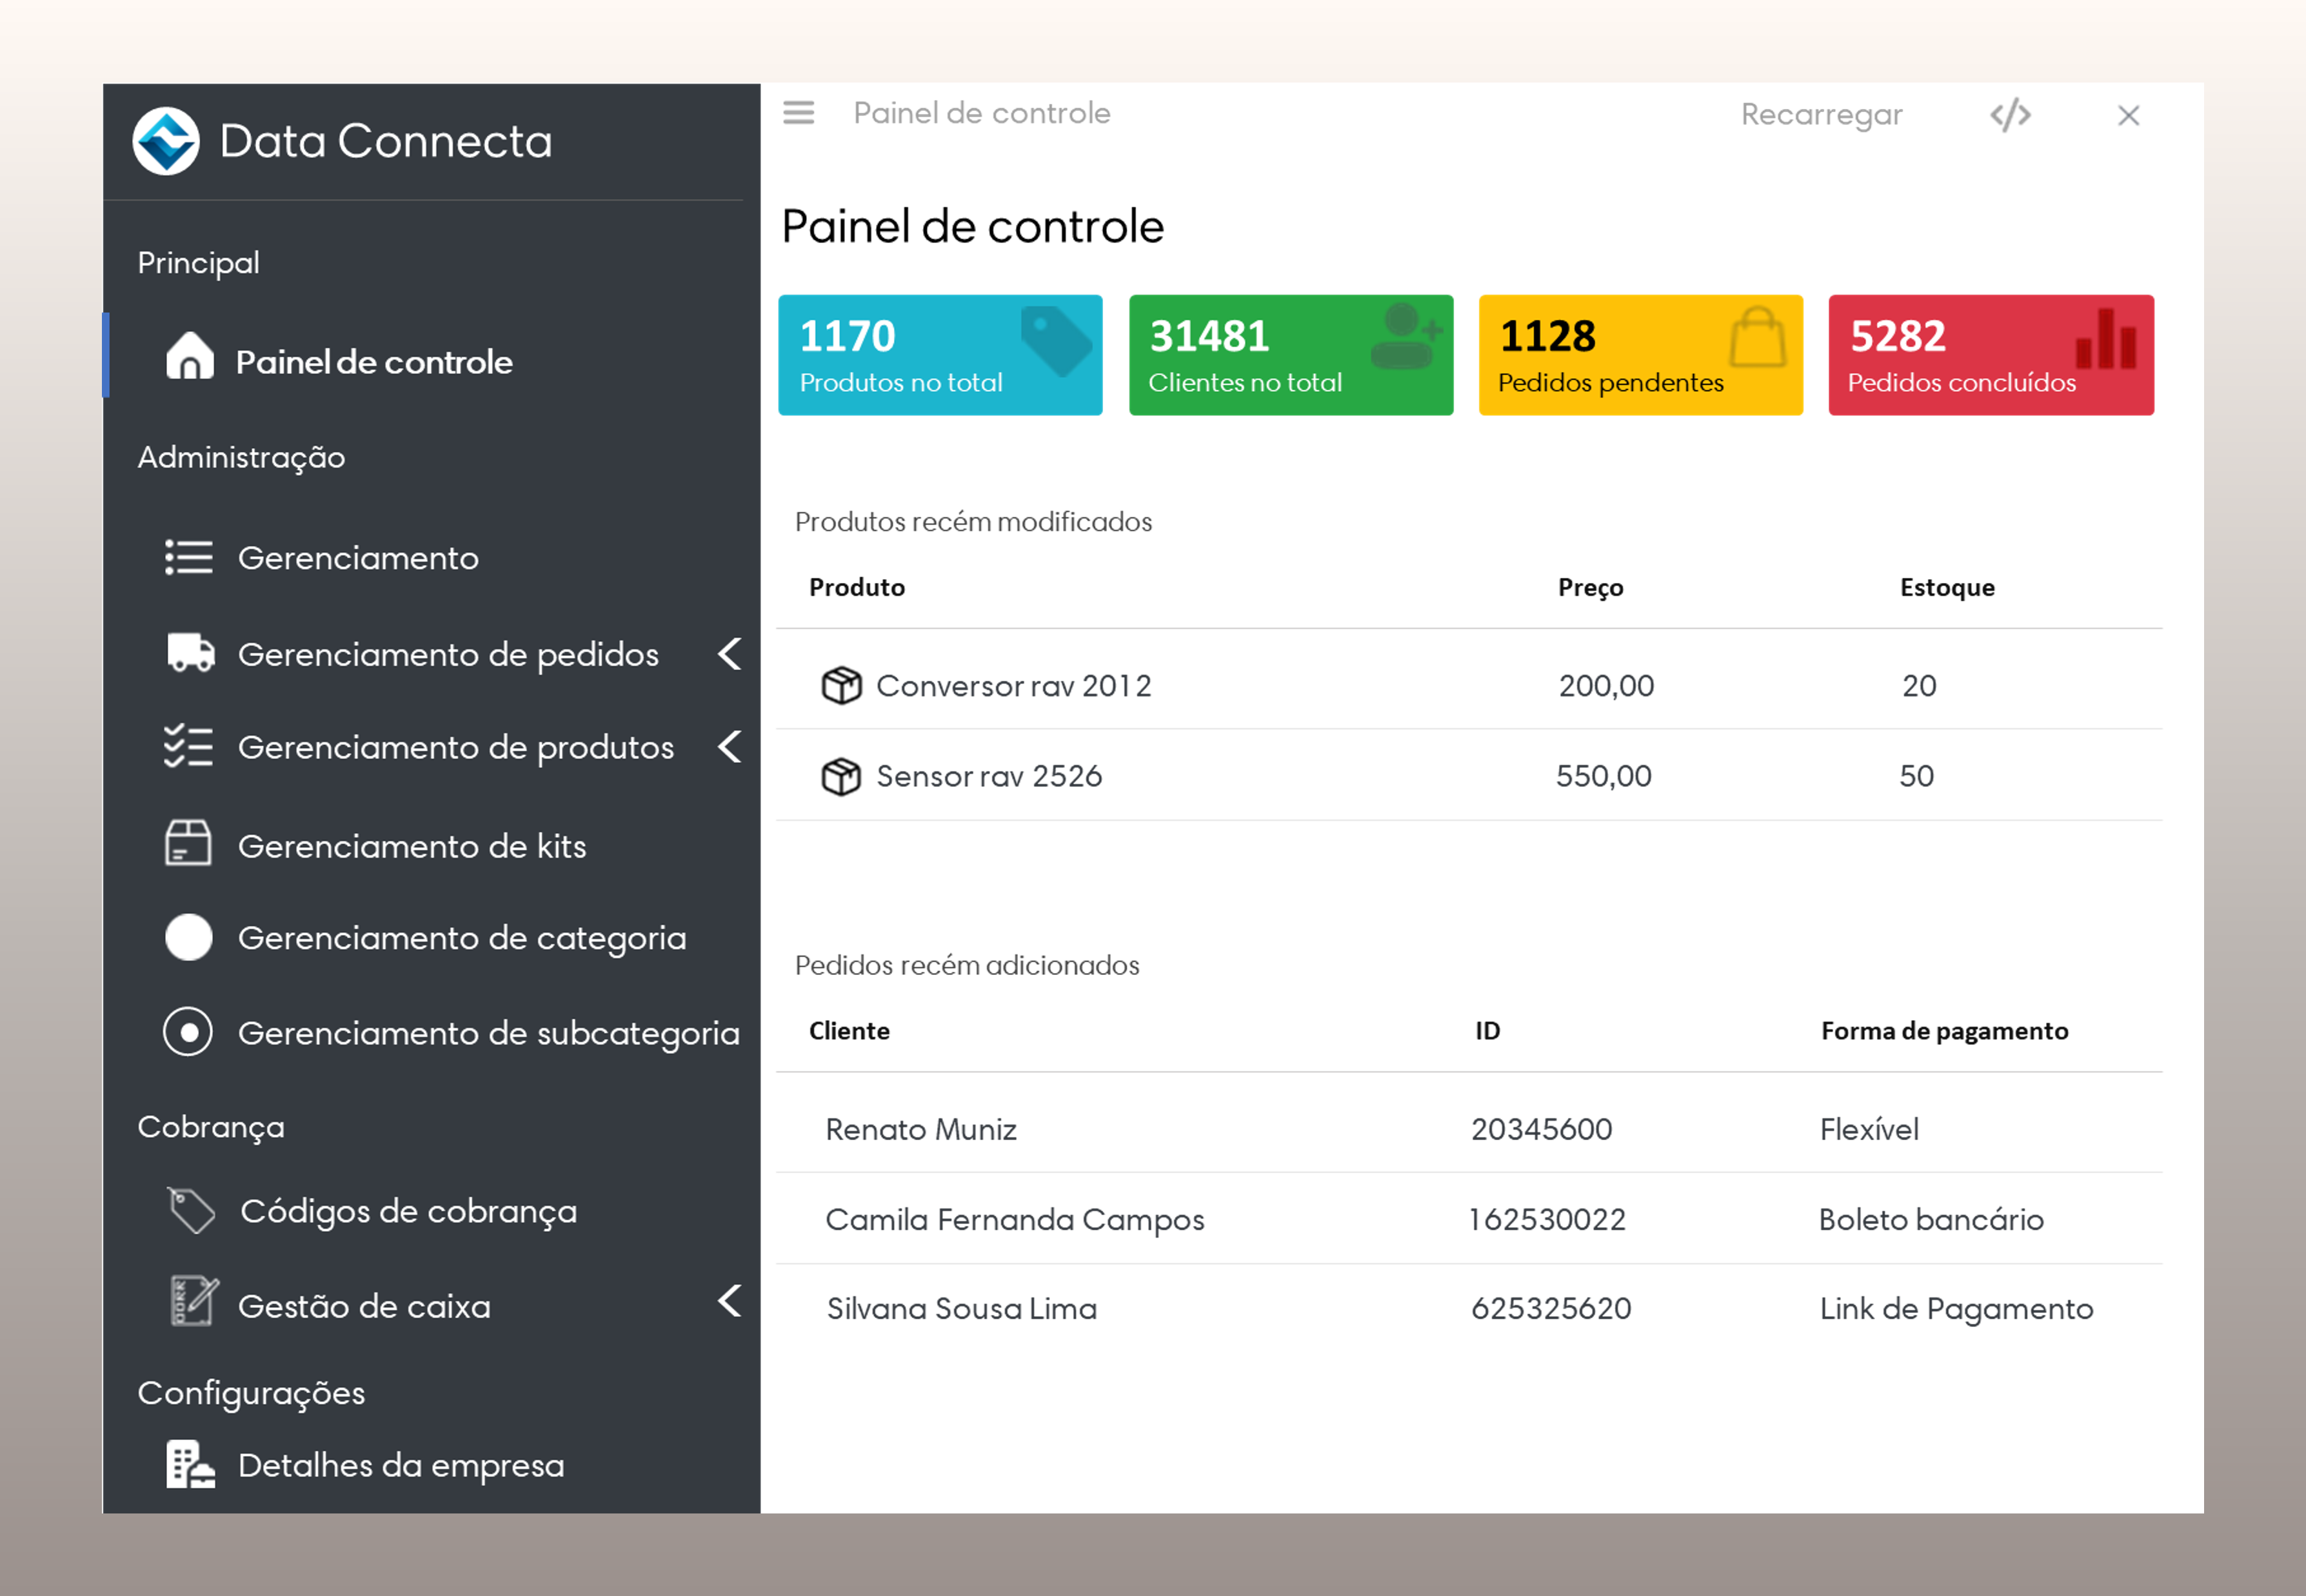 Data Connecta
Principal
Painel de controle
Administração
Gerenciamento
Gerenciamento de pedidos
Gerenciamento de produtos
Gerenciamento de kits
Gerenciamento de categoria
Gerenciamento de subcategoria
Cobrança
Códigos de cobrança
Gestão de caixa
Configurações
Detalhes da empresa
Painel de controle Recarregar </> ×
Painel de controle
1170 31481 1128 5282
Produtos no total Clientes no total Pedidos pendentes Pedidos concluídos
Produtos recém modificados
Produto Preço Estoque
Conversor rav 2012 200,00 20
Sensor rav 2526 550,00 50
Pedidos recém adicionados
Cliente ID Forma de pagamento
Renato Muniz 20345600 Flexível
Camila Fernanda Campos 162530022 Boleto bancário
Silvana Sousa Lima 625325620 Link de Pagamento